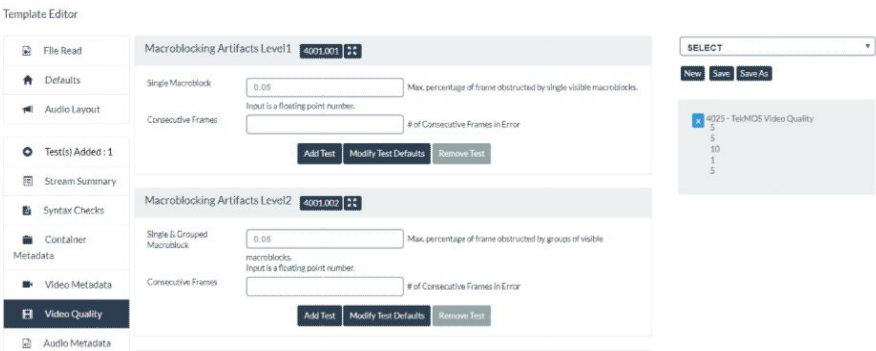 Template Editor
File Read
Defaults
Audio Layout
Test(s) Added : 1
Stream Summary
Syntax Checks
Container
Metadata
Video Metadata
Video Quality
Audio Metadata
Macroblocking Artifacts Level1 4001.001
Single Macroblock 0.05 Max. percentage of frame obstructed by single visible macroblocks.
Input is a floating point number.
Consecutive Frames # of Consecutive Frames in Error
Add Test Modify Test Defaults Remove Test
Macroblocking Artifacts Level2 4001.002
Single & Grouped
Macroblock
0.05 Max. percentage of frame obstructed by groups of visible
macroblocks.
Input is a floating point number.
Consecutive Frames # of Consecutive Frames in Error
Add Test Modify Test Defaults Remove Test
SELECT
New Save Save As
x 4025 - TekMOS Video Quality
5
5
10
1
5